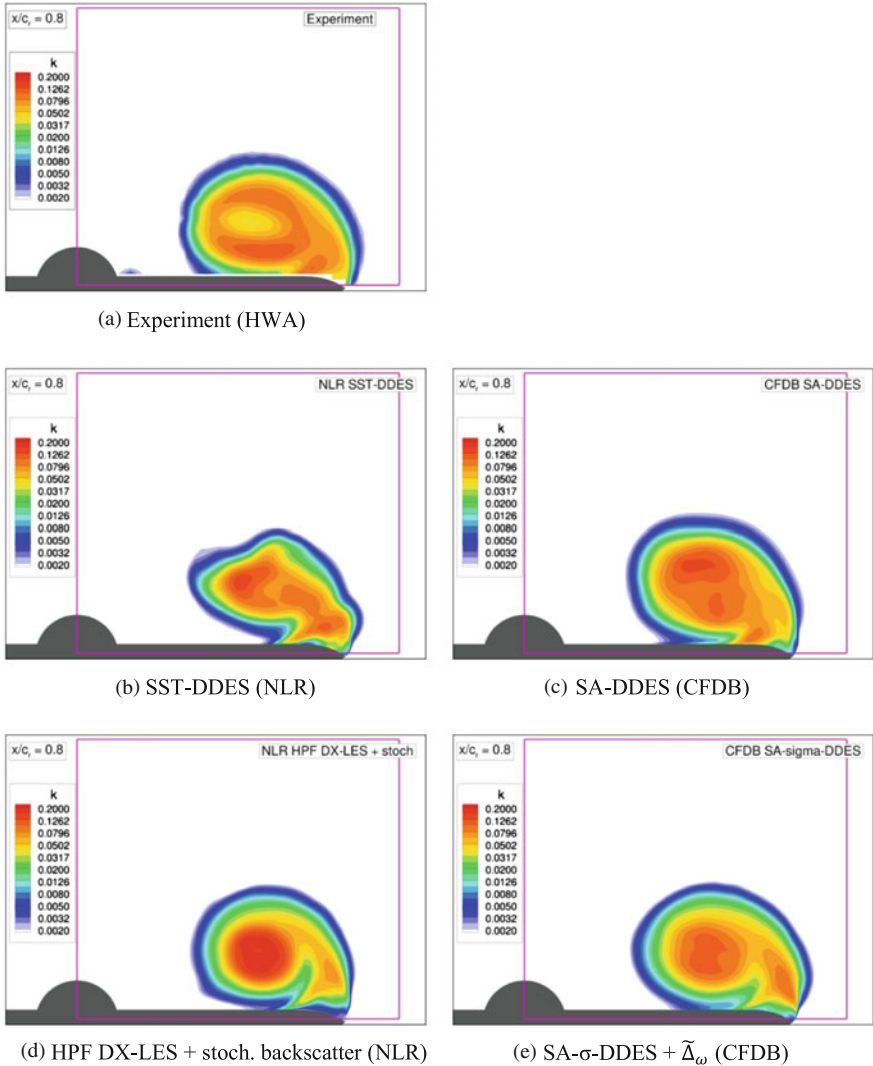 x/cr = 0.8
Experiment
k
0.2000
0.1262
0.0796
0.0502
0.0317
0.0200
0.0126
0.0080
0.0050
0.0032
0.0020
(a) Experiment (HWA)
x/cr = 0.8
NLR SST-DDES
k
0.2000
0.1262
0.0796
0.0502
0.0317
0.0200
0.0126
0.0080
0.0050
0.0032
0.0020
(b) SST-DDES (NLR)
x/cr = 0.8
CFDB SA-DDES
k
0.2000
0.1262
0.0796
0.0502
0.0317
0.0200
0.0126
0.0080
0.0050
0.0032
0.0020
(c) SA-DDES (CFDB)
x/cr = 0.8
NLR HPF DX-LES + stoch
k
0.2000
0.1262
0.0796
0.0502
0.0317
0.0200
0.0126
0.0080
0.0050
0.0032
0.0020
(d) HPF DX-LES + stoch. backscatter (NLR)
x/cr = 0.8
CFDB SA-sigma-DDES
k
0.2000
0.1262
0.0796
0.0502
0.0317
0.0200
0.0126
0.0080
0.0050
0.0032
0.0020
(e) SA-σ-DDES + Δ̃ω (CFDB)